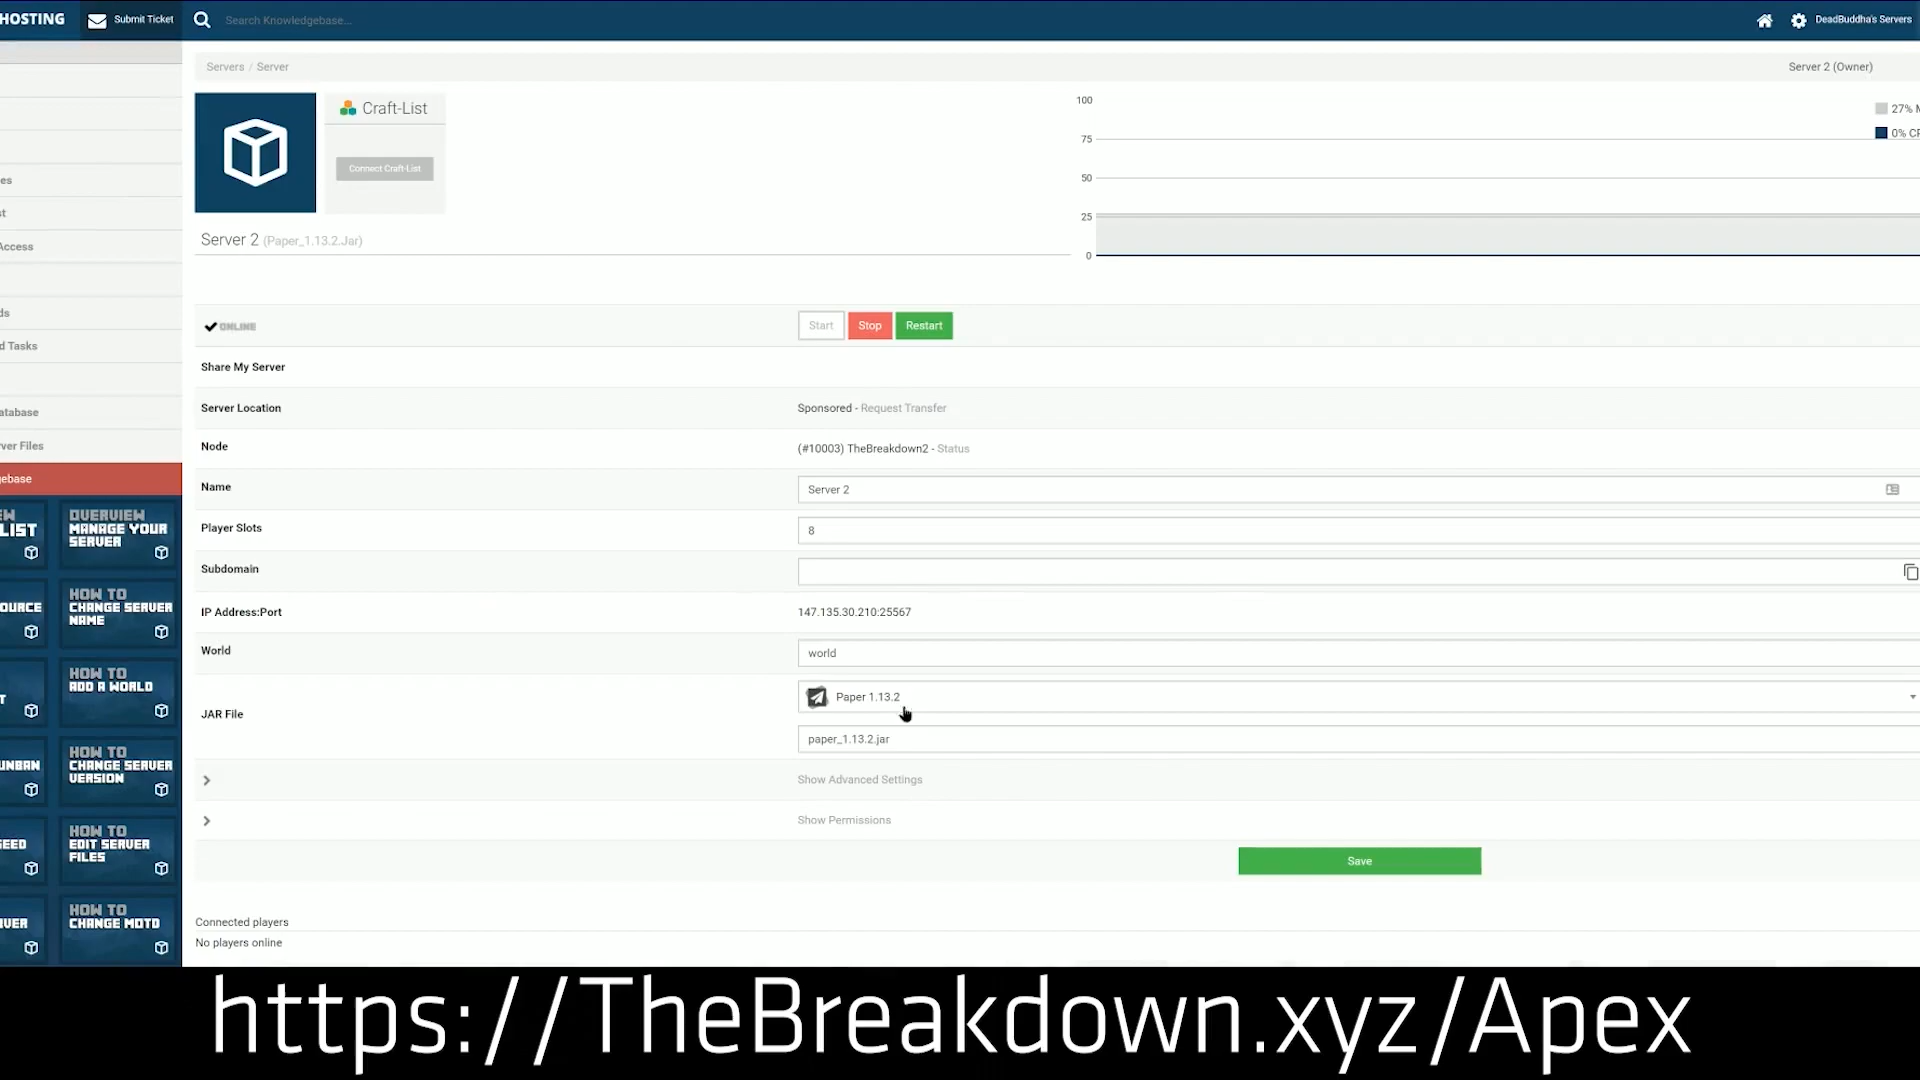 HOSTING Submit Ticket Search Knowledgebase... DeadBuddha's Servers
Servers / Server Server 2 (Owner)
Craft-List
Connect Craft-List
Server 2 (Paper_1.13.2.Jar)
100
75
50
25
0
27% M
0% CP
es
st
Access
ds
d Tasks
atabase
ver Files
gebase
LIST
OVERVIEW
MANAGE YOUR
SERVER
OURCE
HOW TO
CHANGE SERVER
NAME
T
HOW TO
ADD A WORLD
UNBAN
HOW TO
CHANGE SERVER
VERSION
SEED
HOW TO
EDIT SERVER
FILES
HOW TO
CHANGE MOTD
ONLINE Start Stop Restart
Share My Server
Server Location Sponsored - Request Transfer
Node (#10003) TheBreakdown2 - Status
Name Server 2
Player Slots 8
Subdomain
IP Address:Port 147.135.30.210:25567
World world
JAR File Paper 1.13.2
paper_1.13.2.jar
Show Advanced Settings
Show Permissions
Save
Connected players
No players online
https://TheBreakdown.xyz/Apex